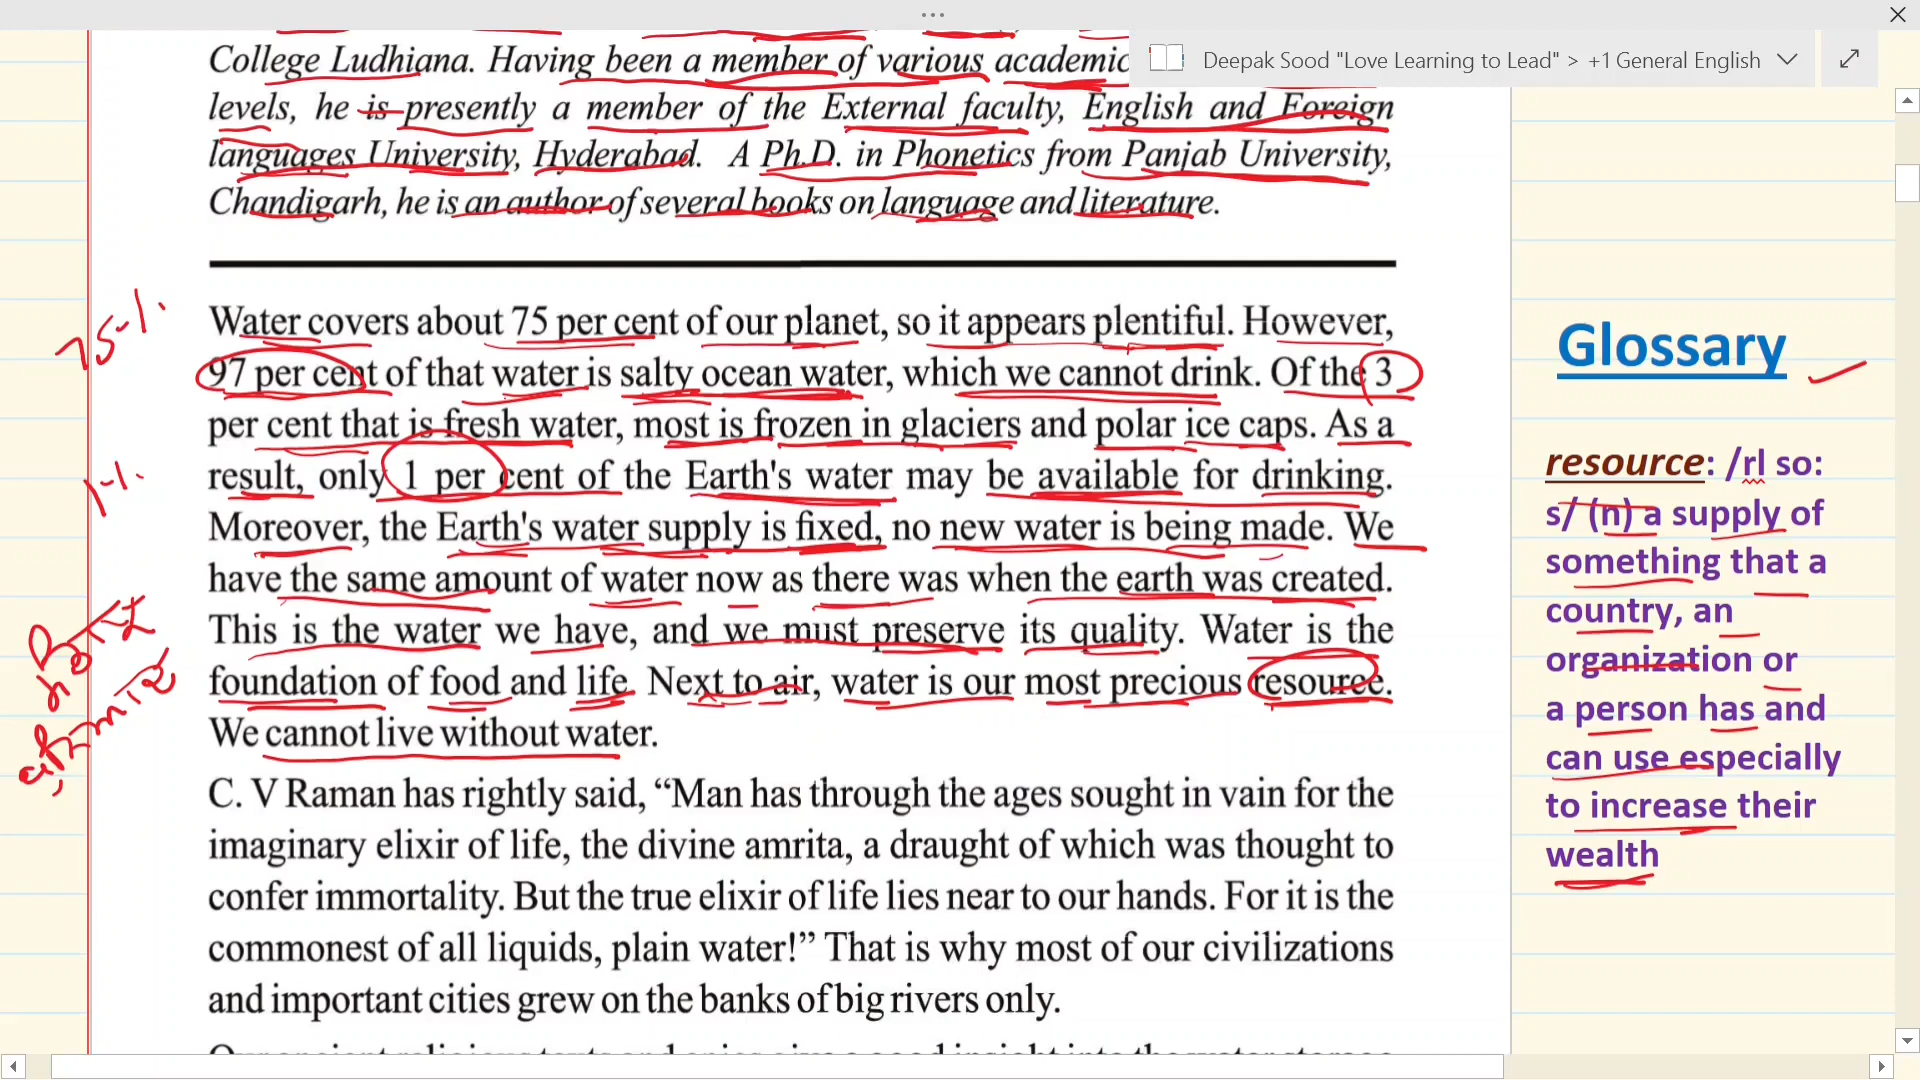 Deepak Sood "Love Learning to Lead" > +1 General English
College Ludhiana. Having been a member of various academic
levels, he is presently a member of the External faculty, English and Foreign
languages University, Hyderabad. A Ph.D. in Phonetics from Panjab University,
Chandigarh, he is an author of several books on language and literature.
Water covers about 75 per cent of our planet, so it appears plentiful. However,
97 per cent of that water is salty ocean water, which we cannot drink. Of the 3
per cent that is fresh water, most is frozen in glaciers and polar ice caps. As a
result, only 1 per cent of the Earth's water may be available for drinking.
Moreover, the Earth's water supply is fixed, no new water is being made. We
have the same amount of water now as there was when the earth was created.
This is the water we have, and we must preserve its quality. Water is the
foundation of food and life. Next to air, water is our most precious resource.
We cannot live without water.
C. V Raman has rightly said, “Man has through the ages sought in vain for the
imaginary elixir of life, the divine amrita, a draught of which was thought to
confer immortality. But the true elixir of life lies near to our hands. For it is the
commonest of all liquids, plain water!” That is why most of our civilizations
and important cities grew on the banks of big rivers only.
75%
1%
Glossary
resource: /rI so:
s/ (n) a supply of
something that a
country, an
organization or
a person has and
can use especially
to increase their
wealth